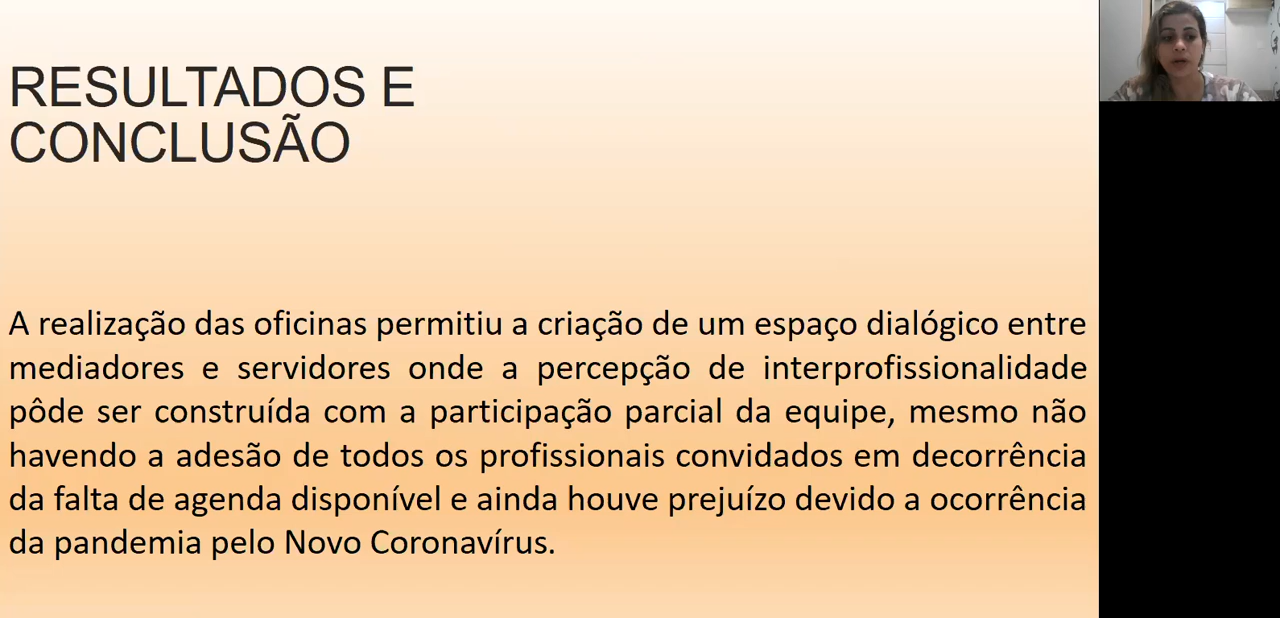 RESULTADOS E
CONCLUSÃO
A realização das oficinas permitiu a criação de um espaço dialógico entre
mediadores e servidores onde a percepção de interprofissionalidade
pôde ser construída com a participação parcial da equipe, mesmo não
havendo a adesão de todos os profissionais convidados em decorrência
da falta de agenda disponível e ainda houve prejuízo devido a ocorrência
da pandemia pelo Novo Coronavírus.